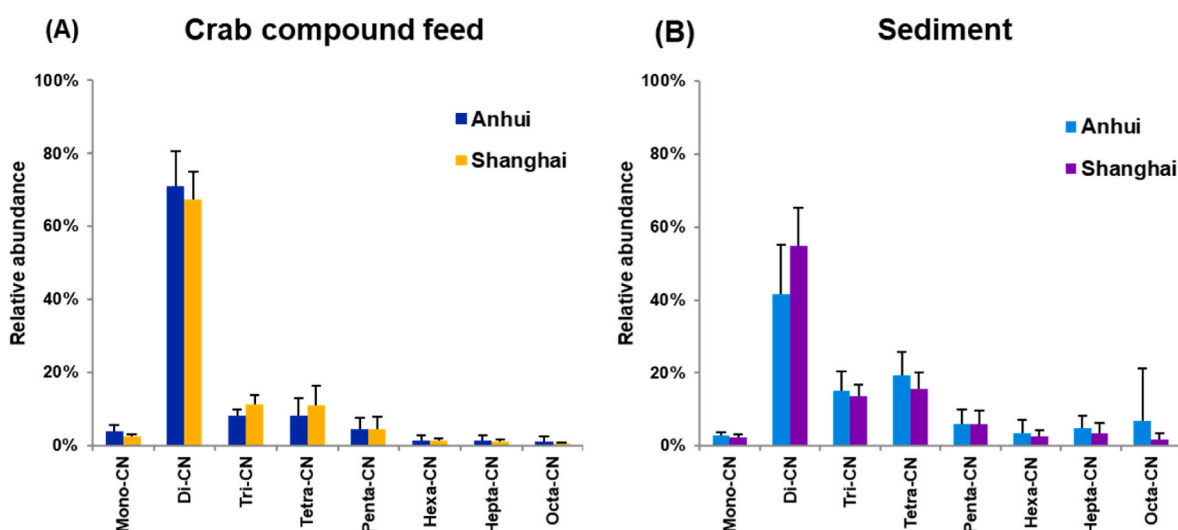 (A) Crab compound feed
Relative abundance
100%
80%
60%
40%
20%
0%
Anhui
Shanghai
Mono-CN
Di-CN
Tri-CN
Tetra-CN
Penta-CN
Hexa-CN
Hepta-CN
Octa-CN
(B) Sediment
Relative abundance
100%
80%
60%
40%
20%
0%
Anhui
Shanghai
Mono-CN
Di-CN
Tri-CN
Tetra-CN
Penta-CN
Hexa-CN
Hepta-CN
Octa-CN